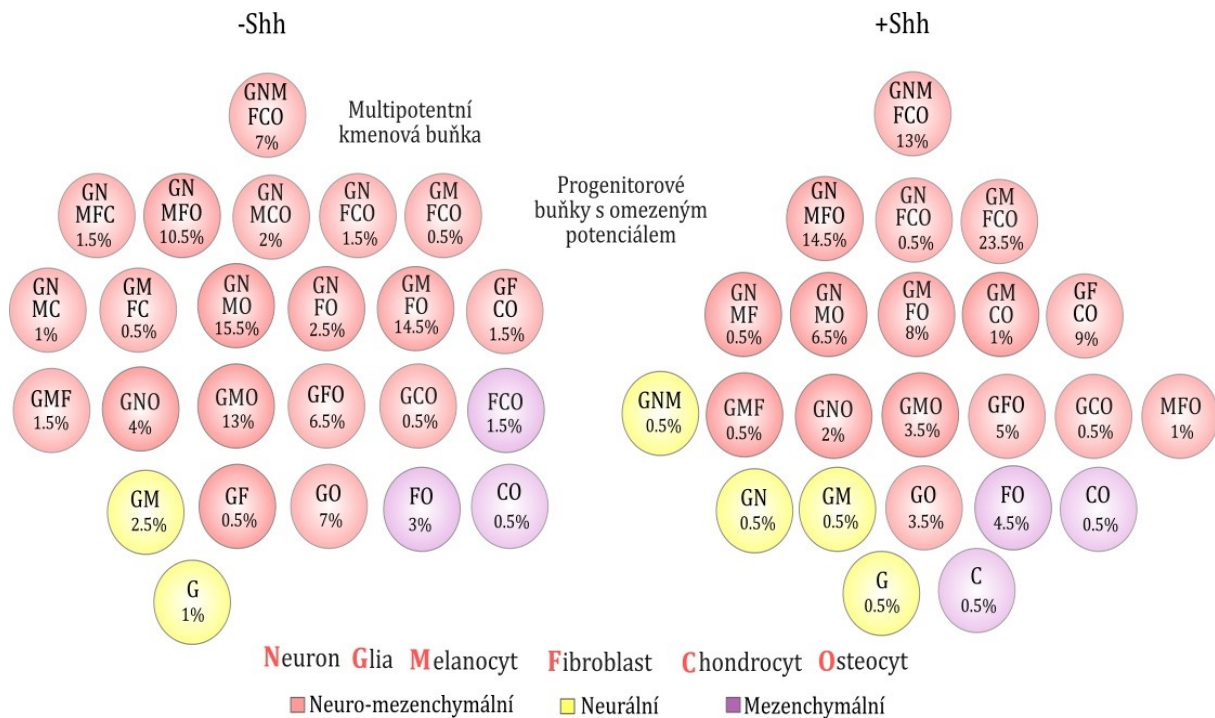 -Shh
+Shh
GNM
FCO
7%
Multipotentní
kmenová buňka
GNM
FCO
13%
GN
MFC
1.5%
GN
MFO
10.5%
GN
MCO
2%
GN
FCO
1.5%
GM
FCO
0.5%
Progenitorové
buňky s omezeným
potenciálem
GN
MFO
14.5%
GN
FCO
0.5%
GM
FCO
23.5%
GN
MC
1%
GM
FC
0.5%
GN
MO
15.5%
GN
FO
2.5%
GM
FO
14.5%
GF
CO
1.5%
GN
MF
0.5%
GN
MO
6.5%
GM
FO
8%
GM
CO
1%
GF
CO
9%
GMF
1.5%
GNO
4%
GMO
13%
GFO
6.5%
GCO
0.5%
FCO
1.5%
GNM
0.5%
GMF
0.5%
GNO
2%
GMO
3.5%
GFO
5%
GCO
0.5%
MFO
1%
GM
2.5%
GF
0.5%
GO
7%
FO
3%
CO
0.5%
GN
0.5%
GM
0.5%
GO
3.5%
FO
4.5%
CO
0.5%
G
1%
G
0.5%
C
0.5%
Neuron Glia Melanocyt Fibroblast Chondrocyt Osteocyt
Neuro-mezenchymální Neurální Mezenchymální